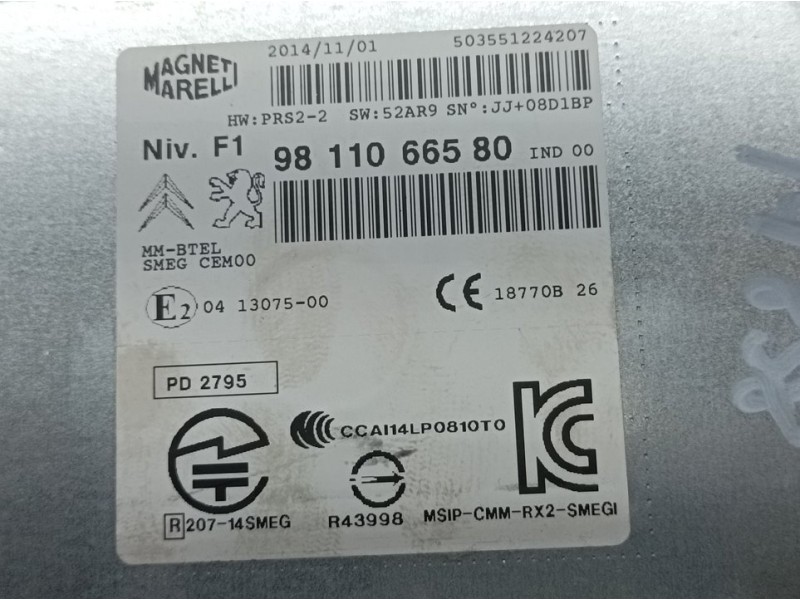 MAGNETI
MARELLI
2014/11/01 503551224207
HW:PRS2-2 SW:52AR9 SN°:JJ+08D1BP
Niv. F1 98 110 665 80 IND 00
MM-BTEL
SMEG CEM00
E2 04 13075-00 CE 18770B 26
PD 2795
CCAI14LP0810T0
R 207-14SMEG R43998 MSIP-CMM-RX2-SMEGI